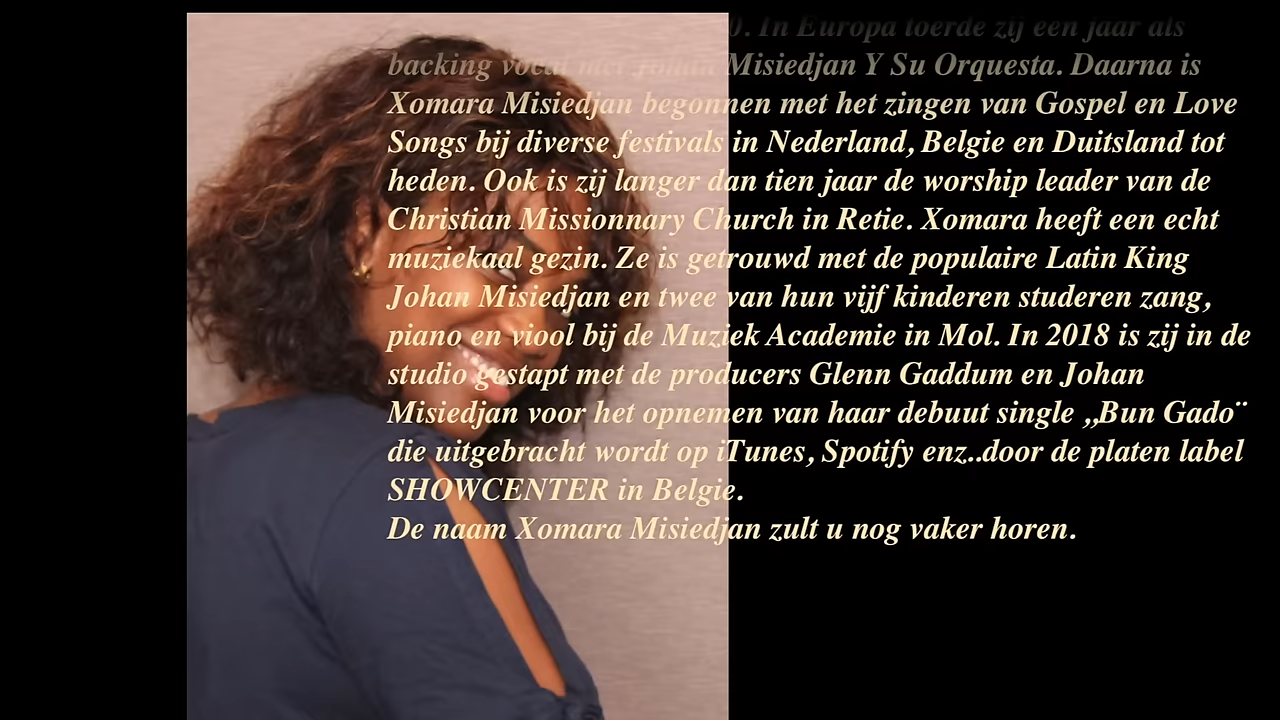 0. In Europa toerde zij een jaar als
backing vocal met Johan Misiedjan Y Su Orquesta. Daarna is
Xomara Misiedjan begonnen met het zingen van Gospel en Love
Songs bij diverse festivals in Nederland, Belgie en Duitsland tot
heden. Ook is zij langer dan tien jaar de worship leader van de
Christian Missionnary Church in Retie. Xomara heeft een echt
muziekaal gezin. Ze is getrouwd met de populaire Latin King
Johan Misiedjan en twee van hun vijf kinderen studeren zang,
piano en viool bij de Muziek Academie in Mol. In 2018 is zij in de
studio gestapt met de producers Glenn Gaddum en Johan
Misiedjan voor het opnemen van haar debuut single „Bun Gado¨
die uitgebracht wordt op iTunes, Spotify enz..door de platen label
SHOWCENTER in Belgie.
De naam Xomara Misiedjan zult u nog vaker horen.